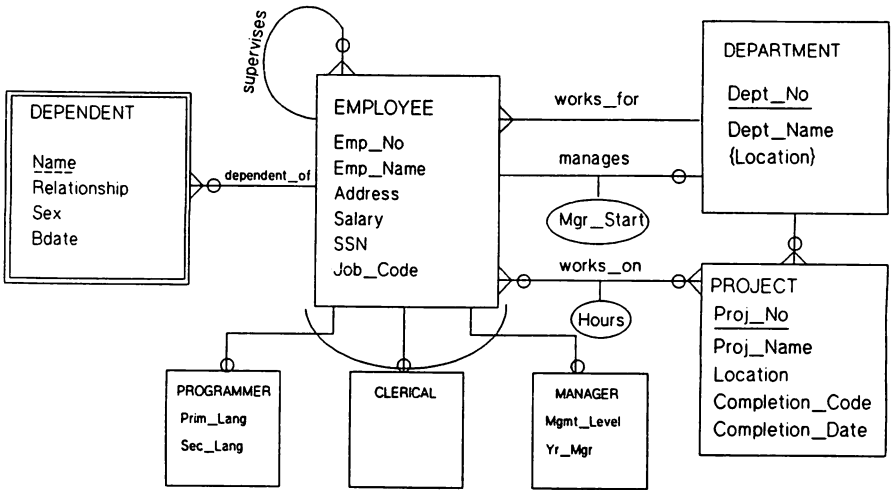 supervises
DEPENDENT
Name
Relationship
Sex
Bdate
dependent_of
EMPLOYEE
Emp_No
Emp_Name
Address
Salary
SSN
Job_Code
works_for
manages
Mgr_Start
works_on
Hours
DEPARTMENT
Dept_No
Dept_Name
{Location}
PROJECT
Proj_No
Proj_Name
Location
Completion_Code
Completion_Date
PROGRAMMER
Prim_Lang
Sec_Lang
CLERICAL
MANAGER
Mgmt_Level
Yr_Mgr